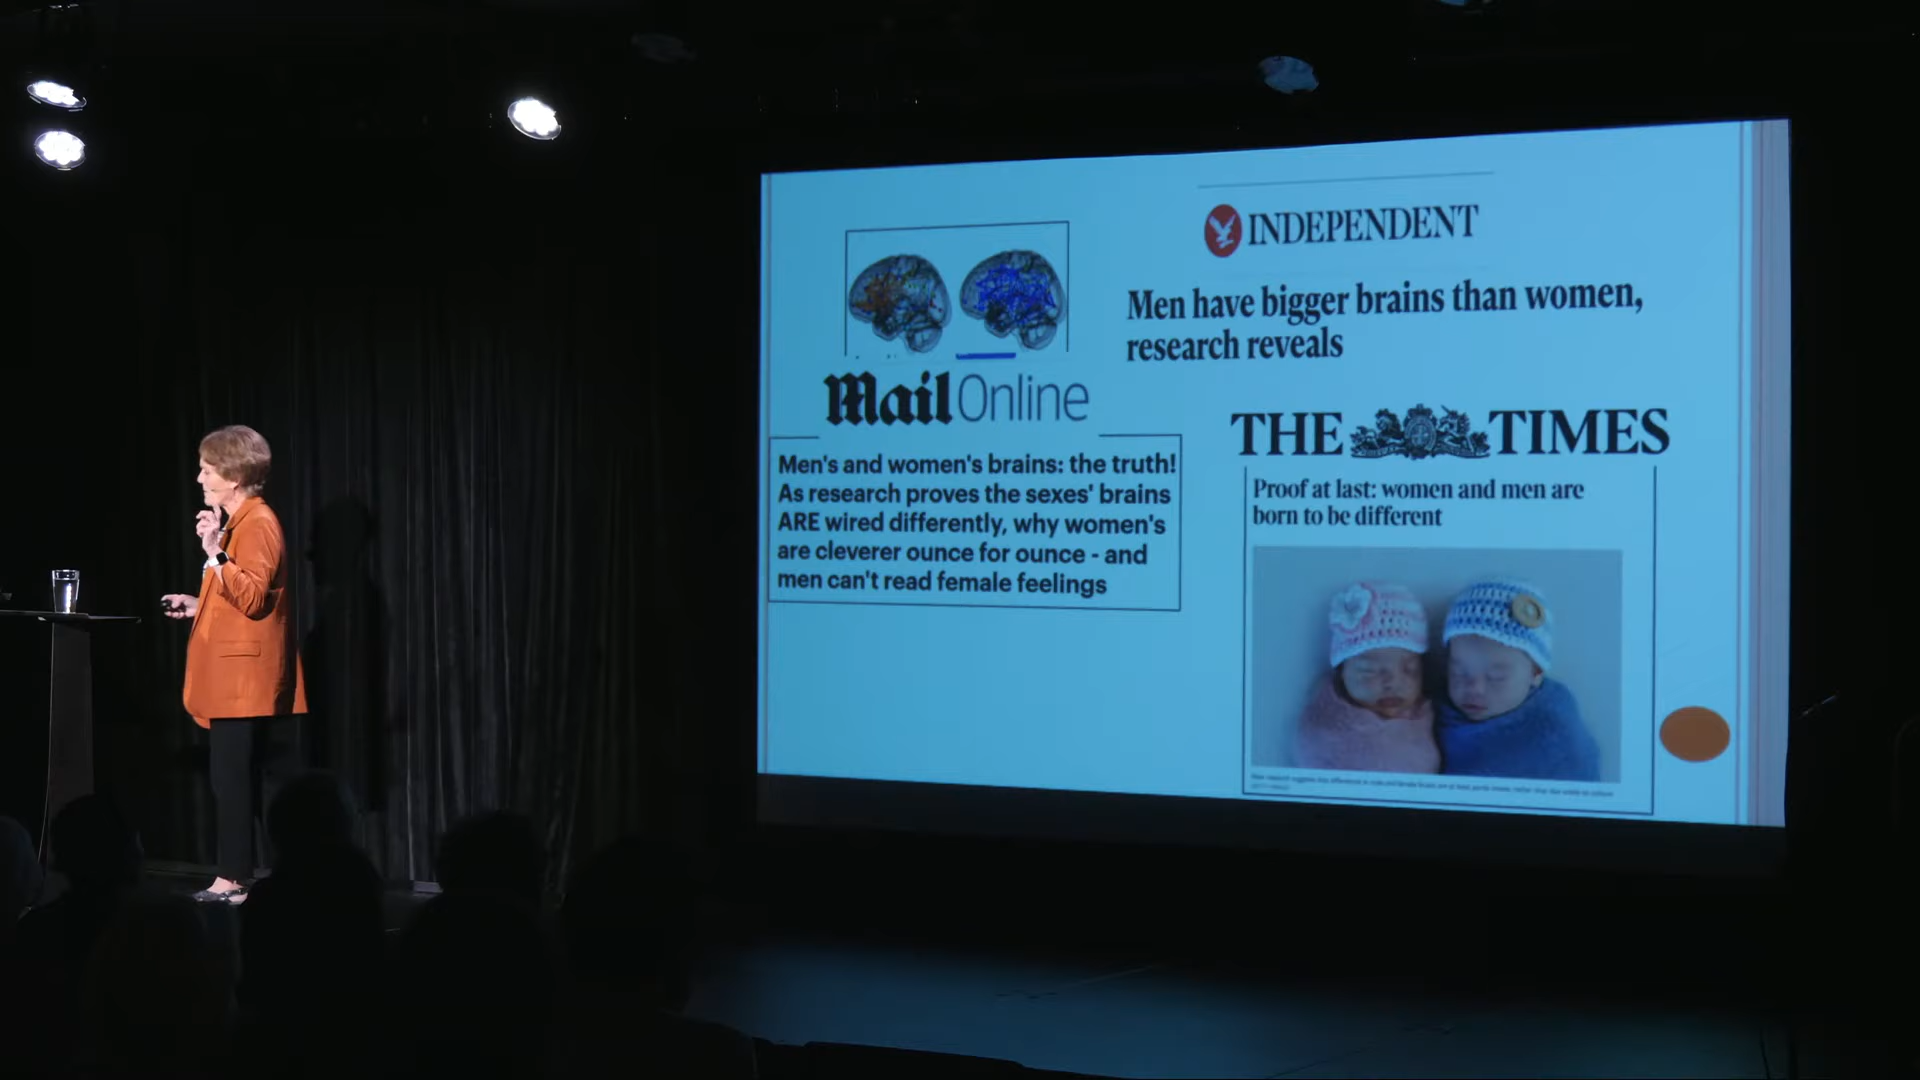 MailOnline
Men's and women's brains: the truth!
As research proves the sexes' brains
ARE wired differently, why women's
are cleverer ounce for ounce - and
men can't read female feelings
INDEPENDENT
Men have bigger brains than women,
research reveals
THE TIMES
Proof at last: women and men are
born to be different